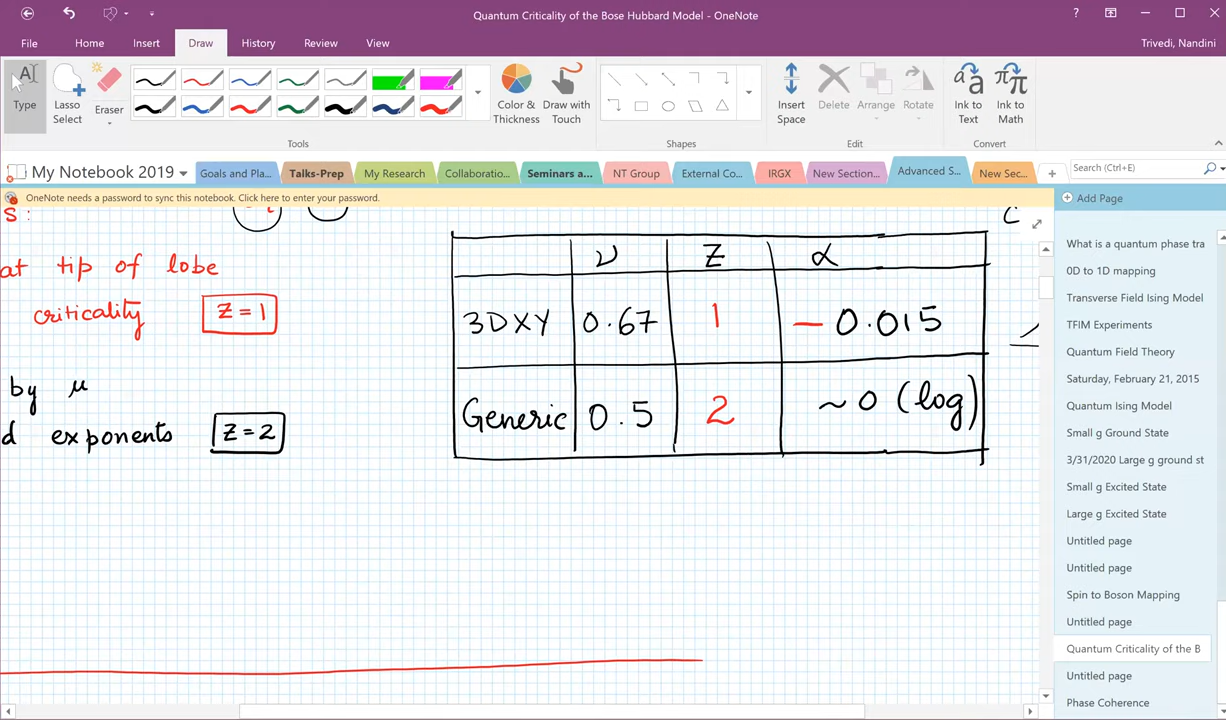 Quantum Criticality of the Bose Hubbard Model - OneNote
File Home Insert Draw History Review View
Trivedi, Nandini
Type
Lasso Select
Eraser
Color & Thickness
Draw with Touch
Insert Space
Delete
Arrange
Rotate
Ink to Text
Ink to Math
Tools
Shapes
Edit
Convert
My Notebook 2019
Goals and Pla...
Talks-Prep
My Research
Collaboratio...
Seminars a...
NT Group
External Co...
IRGX
New Section...
Advanced S...
New Sec...
Search (Ctrl+E)
OneNote needs a password to sync this notebook. Click here to enter your password.
s:
at tip of lobe
criticality z=1
by μ
d exponents z=2
ν z α
3DXY 0.67 1 -0.015
Generic 0.5 2 ~0 (log)
Add Page
What is a quantum phase tra
0D to 1D mapping
Transverse Field Ising Model
TFIM Experiments
Quantum Field Theory
Saturday, February 21, 2015
Quantum Ising Model
Small g Ground State
3/31/2020 Large g ground st
Small g Excited State
Large g Excited State
Untitled page
Untitled page
Spin to Boson Mapping
Untitled page
Quantum Criticality of the B
Untitled page
Phase Coherence